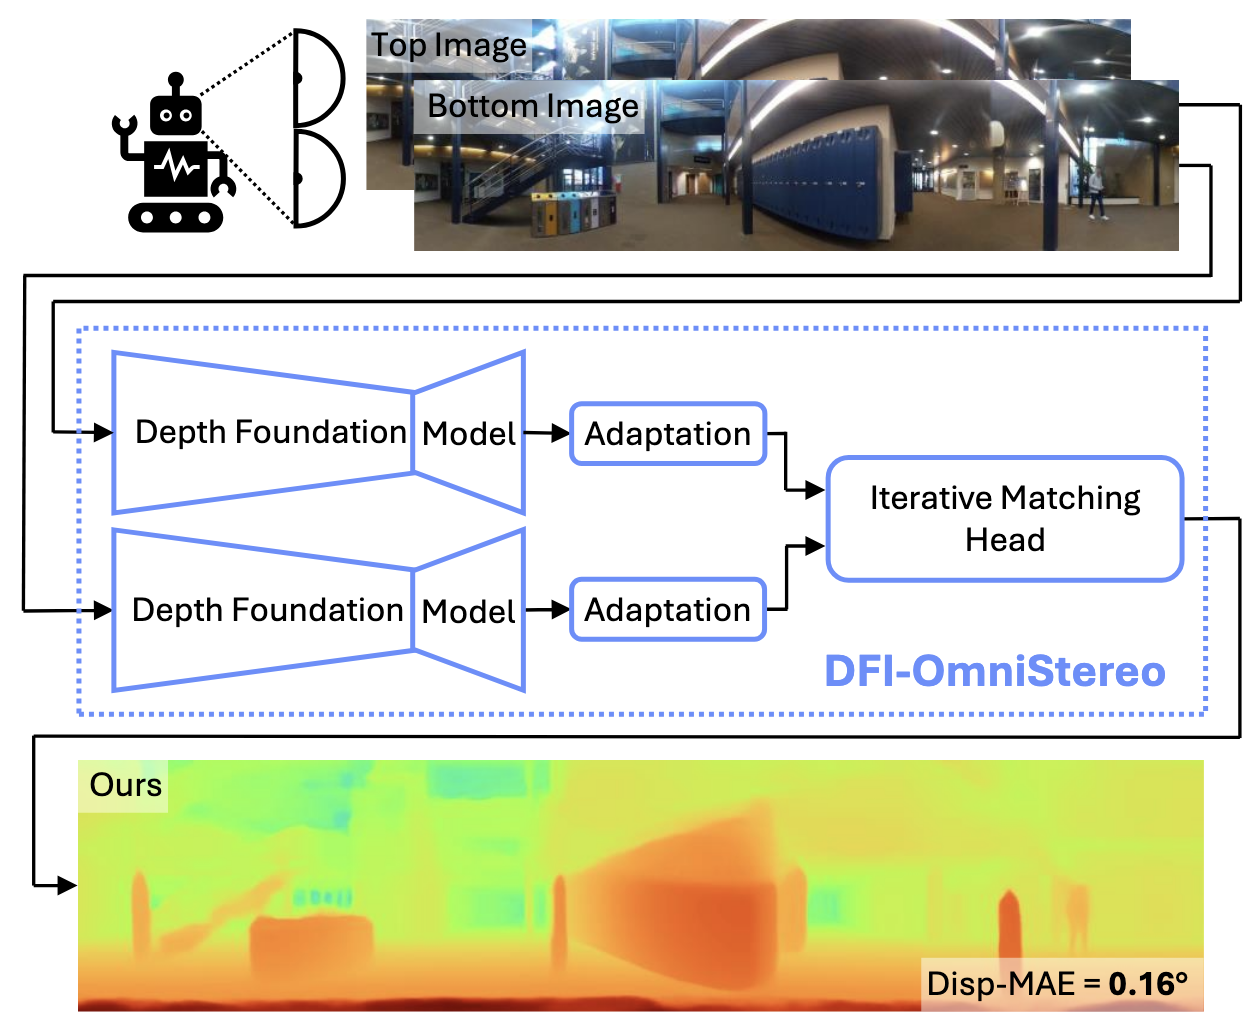 Top Image
Bottom Image
Depth Foundation Model
Adaptation
Iterative Matching
Head
Depth Foundation Model
Adaptation
DFI-OmniStereo
Ours
Disp-MAE = 0.16°